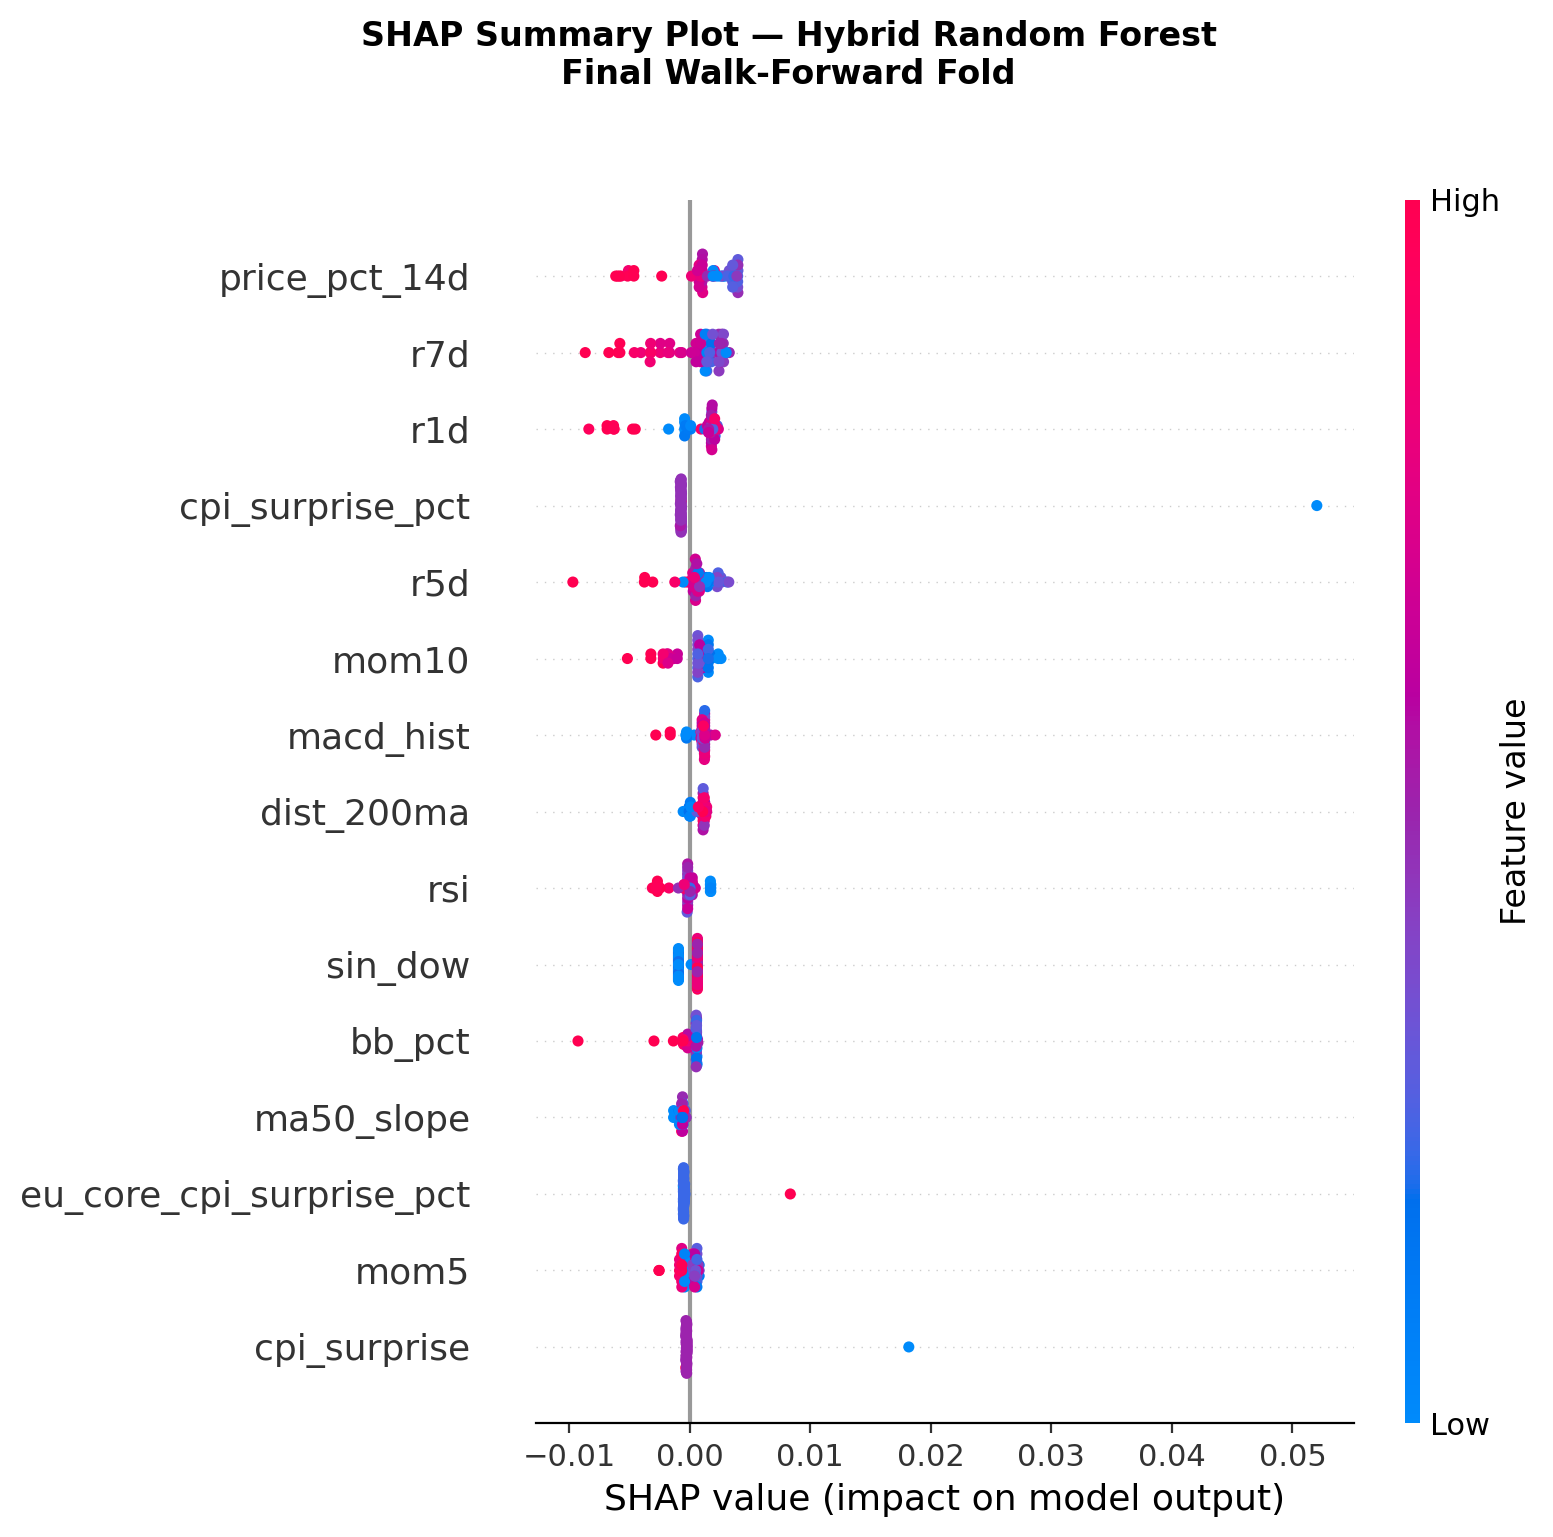 SHAP Summary Plot — Hybrid Random Forest
Final Walk-Forward Fold
High
price_pct_14d
r7d
r1d
cpi_surprise_pct
r5d
mom10
macd_hist
dist_200ma
rsi
sin_dow
bb_pct
ma50_slope
eu_core_cpi_surprise_pct
mom5
cpi_surprise
Feature value
Low
−0.01 0.00 0.01 0.02 0.03 0.04 0.05
SHAP value (impact on model output)